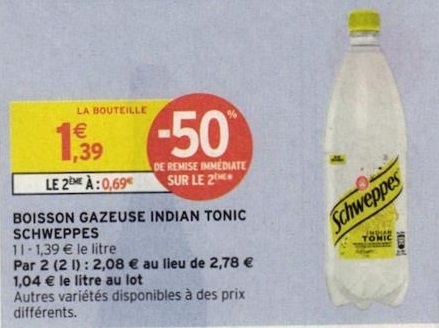 LA BOUTEILLE
1€,39
-50%
DE REMISE IMMÉDIATE
SUR LE 2ÈME
LE 2ÈME À : 0,69€
BOISSON GAZEUSE INDIAN TONIC
SCHWEPPES
1 l - 1,39 € le litre
Par 2 (2 l) : 2,08 € au lieu de 2,78 €
1,04 € le litre au lot
Autres variétés disponibles à des prix
différents.
Schweppes
INDIAN
TONIC